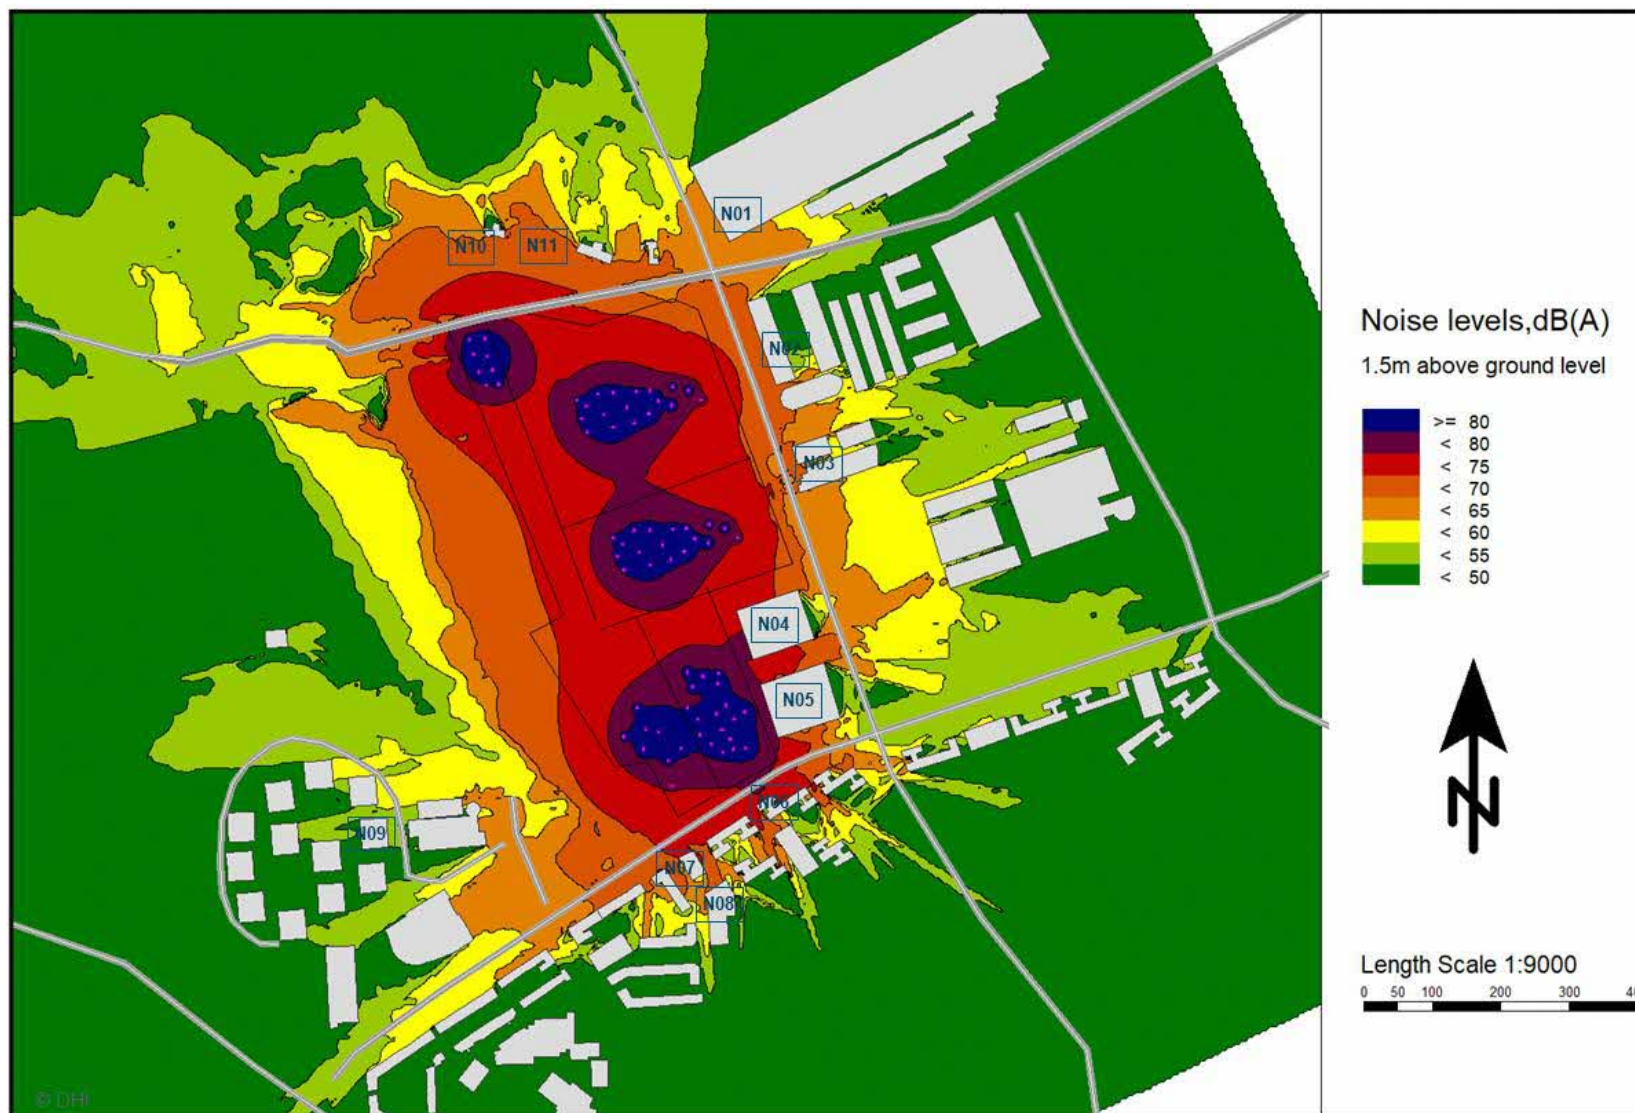 N01
N10
N11
N02
N03
N04
N05
N06
N07
N08
N09
© DHI
Noise levels,dB(A)
1.5m above ground level
>= 80
< 80
< 75
< 70
< 65
< 60
< 55
< 50
N
Length Scale 1:9000
0 50 100 200 300